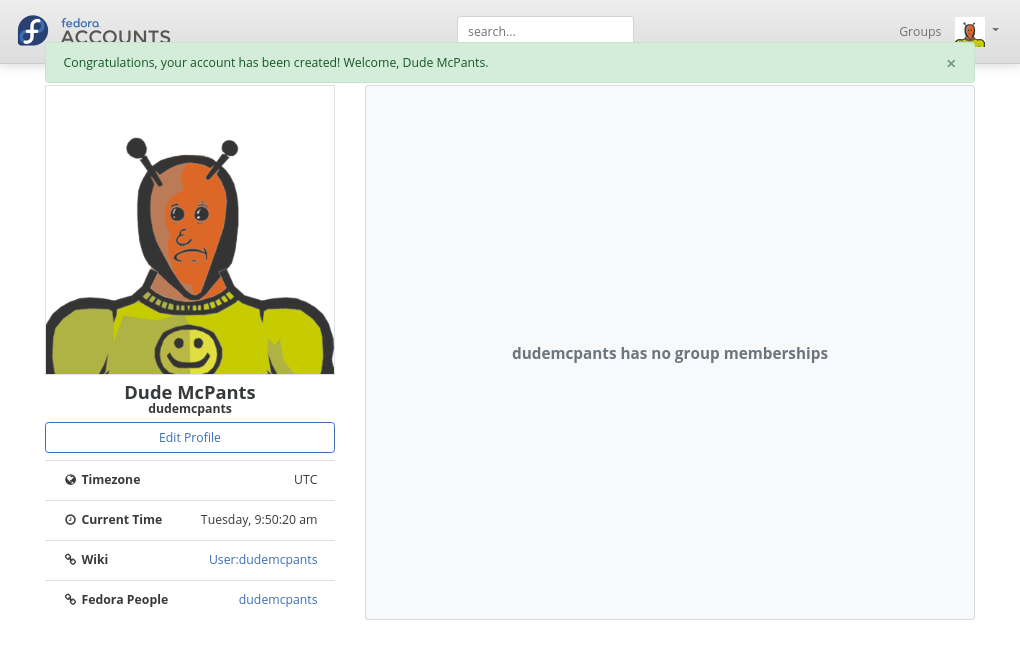 fedora
ACCOUNTS
search...
Groups
Congratulations, your account has been created! Welcome, Dude McPants.
×
Dude McPants
dudemcpants
Edit Profile
Timezone UTC
Current Time Tuesday, 9:50:20 am
Wiki User:dudemcpants
Fedora People dudemcpants
dudemcpants has no group memberships